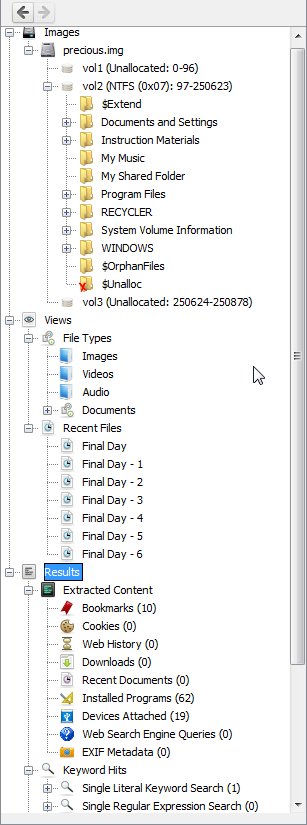 Images
precious.img
vol1 (Unallocated: 0-96)
vol2 (NTFS (0x07): 97-250623)
$Extend
Documents and Settings
Instruction Materials
My Music
My Shared Folder
Program Files
RECYCLER
System Volume Information
WINDOWS
$OrphanFiles
$Unalloc
vol3 (Unallocated: 250624-250878)
Views
File Types
Images
Videos
Audio
Documents
Recent Files
Final Day
Final Day - 1
Final Day - 2
Final Day - 3
Final Day - 4
Final Day - 5
Final Day - 6
Results
Extracted Content
Bookmarks (10)
Cookies (0)
Web History (0)
Downloads (0)
Recent Documents (0)
Installed Programs (62)
Devices Attached (19)
Web Search Engine Queries (0)
EXIF Metadata (0)
Keyword Hits
Single Literal Keyword Search (1)
Single Regular Expression Search (0)